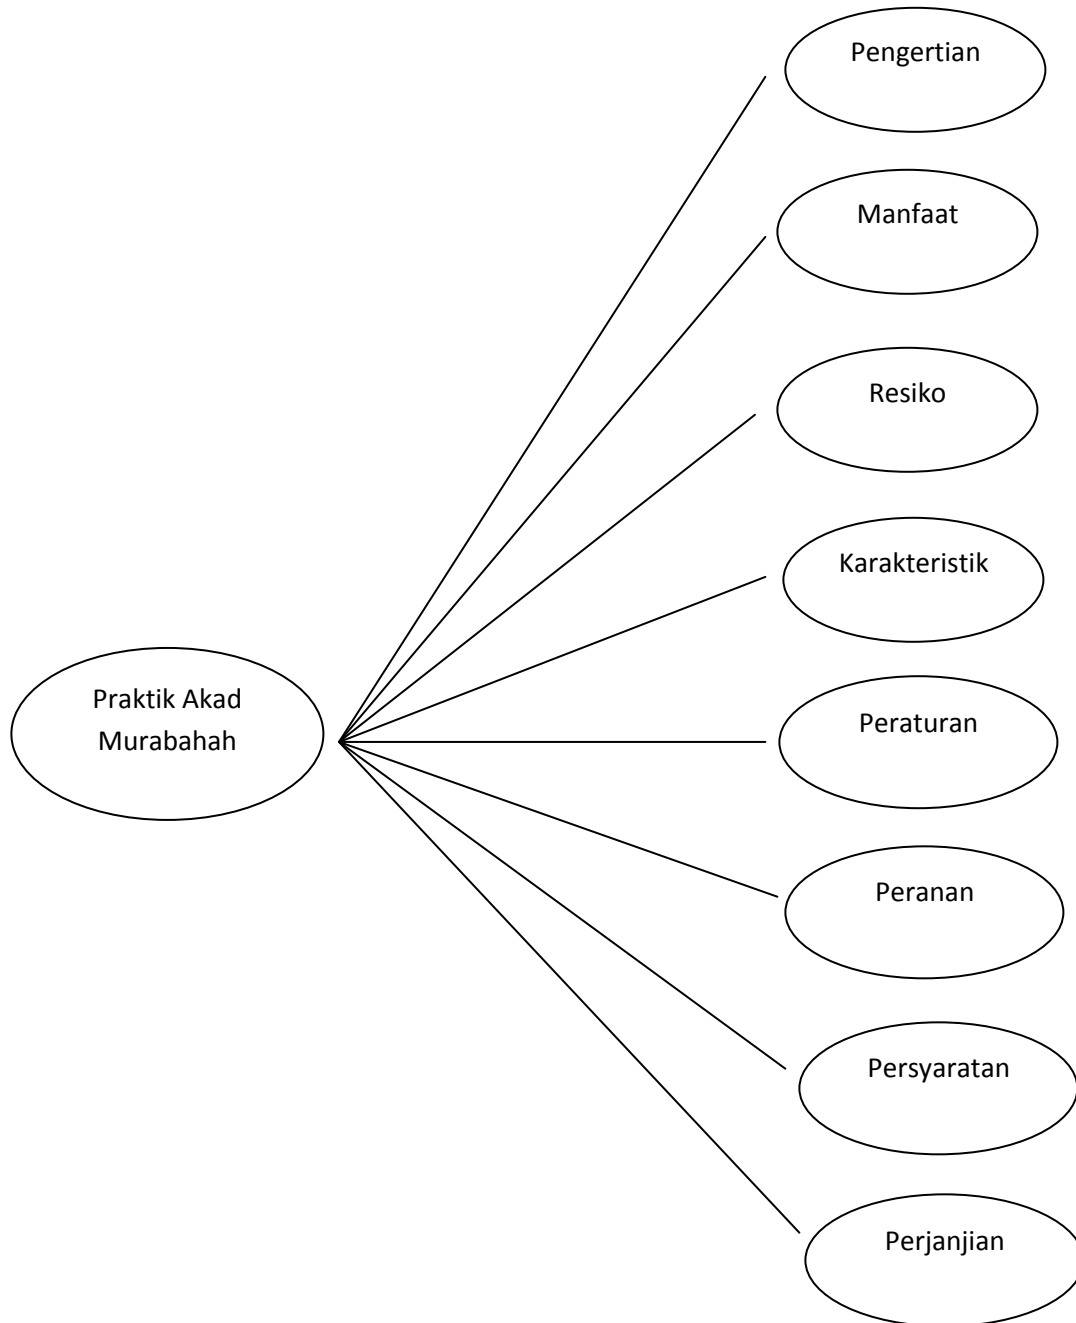 Pengertian
Manfaat
Resiko
Karakteristik
Praktik Akad
Murabahah
Peraturan
Peranan
Persyaratan
Perjanjian